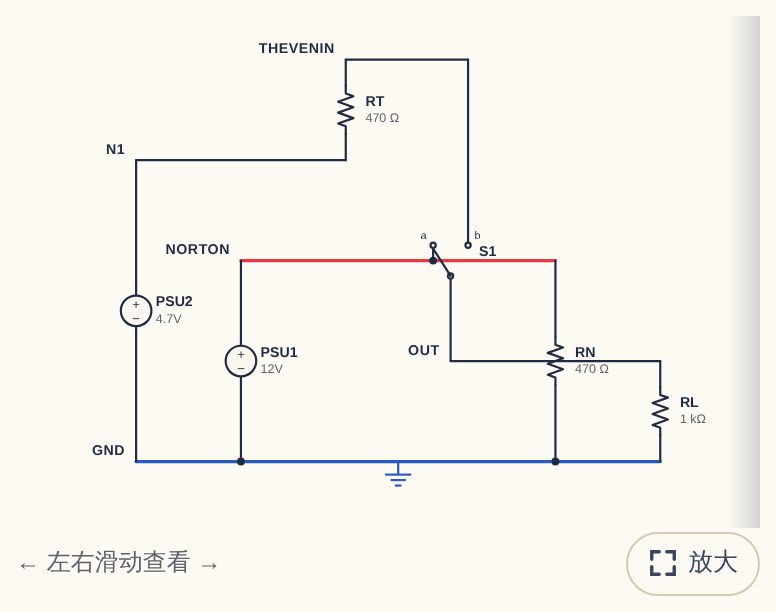 THEVENIN
RT
470 Ω
N1
a
b
NORTON
S1
+
−
PSU2
4.7V
+
−
PSU1
12V
OUT
RN
470 Ω
RL
1 kΩ
GND
← 左右滑动查看 →
放大